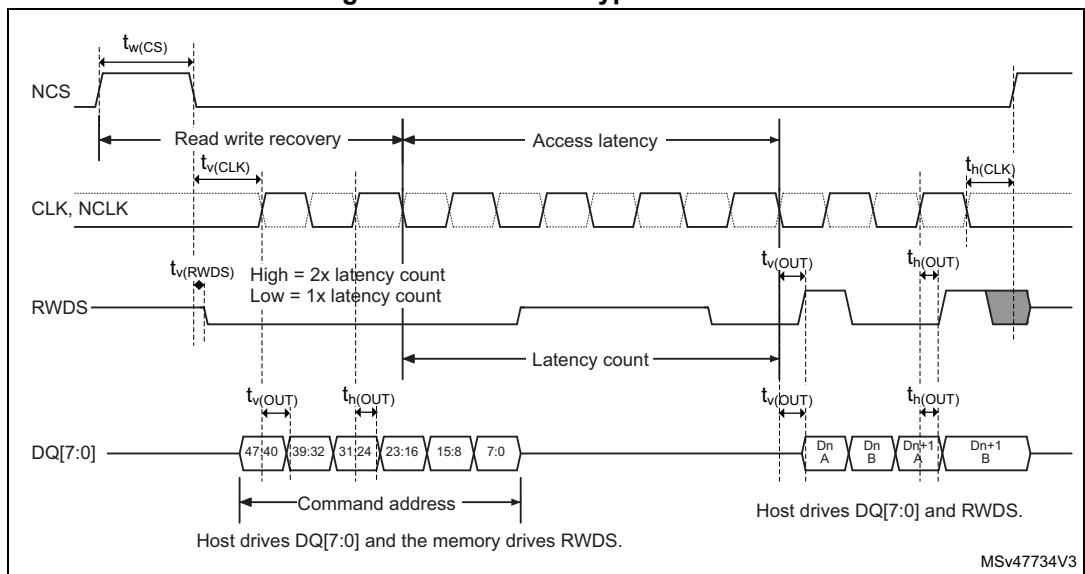 t_w(CS)
NCS
Read write recovery
Access latency
t_v(CLK)
t_h(CLK)
CLK, NCLK
t_v(RWDS)
High = 2x latency count
Low = 1x latency count
t_v(OUT)
t_h(OUT)
RWDS
Latency count
t_v(OUT)
t_h(OUT)
t_v(OUT)
t_h(OUT)
DQ[7:0]
47:40
39:32
31:24
23:16
15:8
7:0
Dn A
Dn B
Dn+1 A
Dn+1 B
Command address
Host drives DQ[7:0] and RWDS.
Host drives DQ[7:0] and the memory drives RWDS.
MSv47734V3